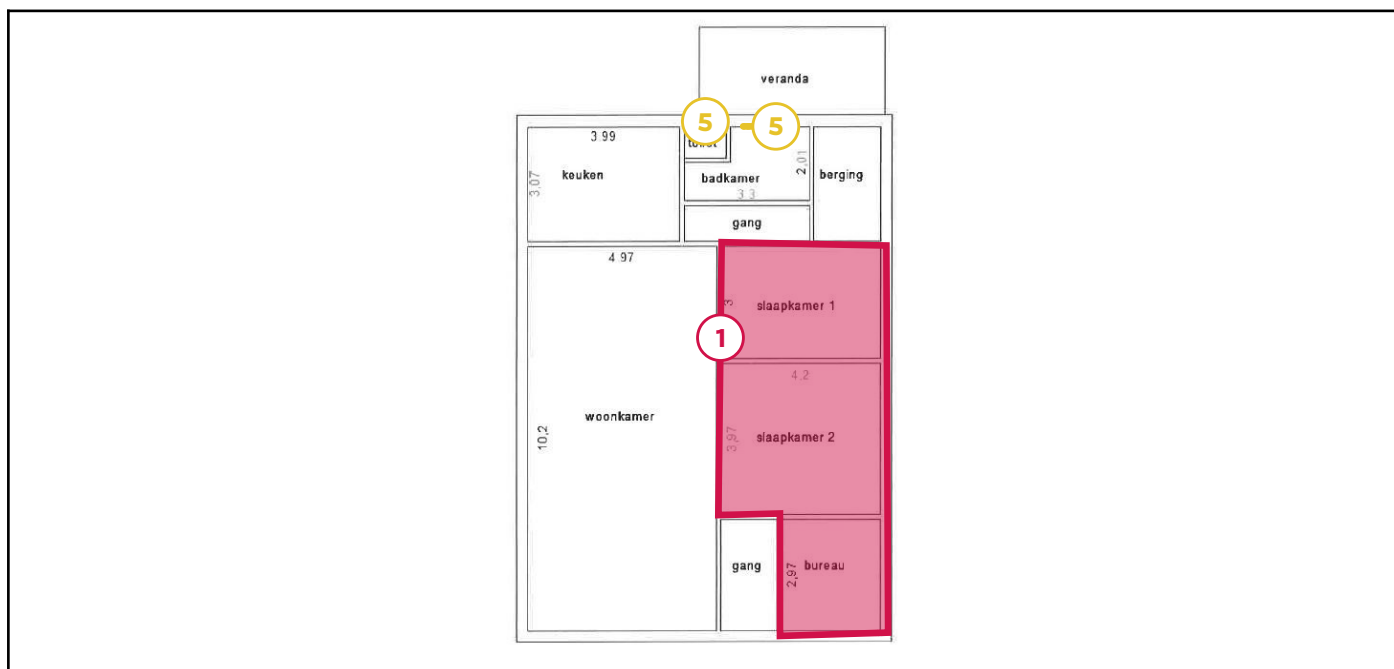 veranda
5
5
3.99
toilet
keuken
3,07
badkamer
2,01
berging
3 3
gang
4.97
3
slaapkamer 1
1
4,2
woonkamer
10,2
slaapkamer 2
3,97
gang
bureau
2,97